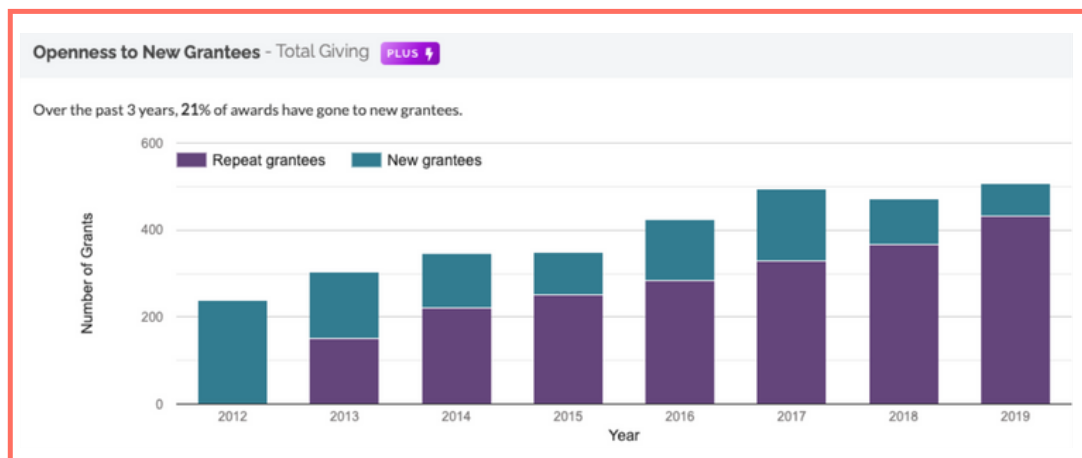 Openness to New Grantees - Total Giving PLUS
Over the past 3 years, 21% of awards have gone to new grantees.
600
Repeat grantees New grantees
400
200
0
Number of Grants
2012 2013 2014 2015 2016 2017 2018 2019
Year